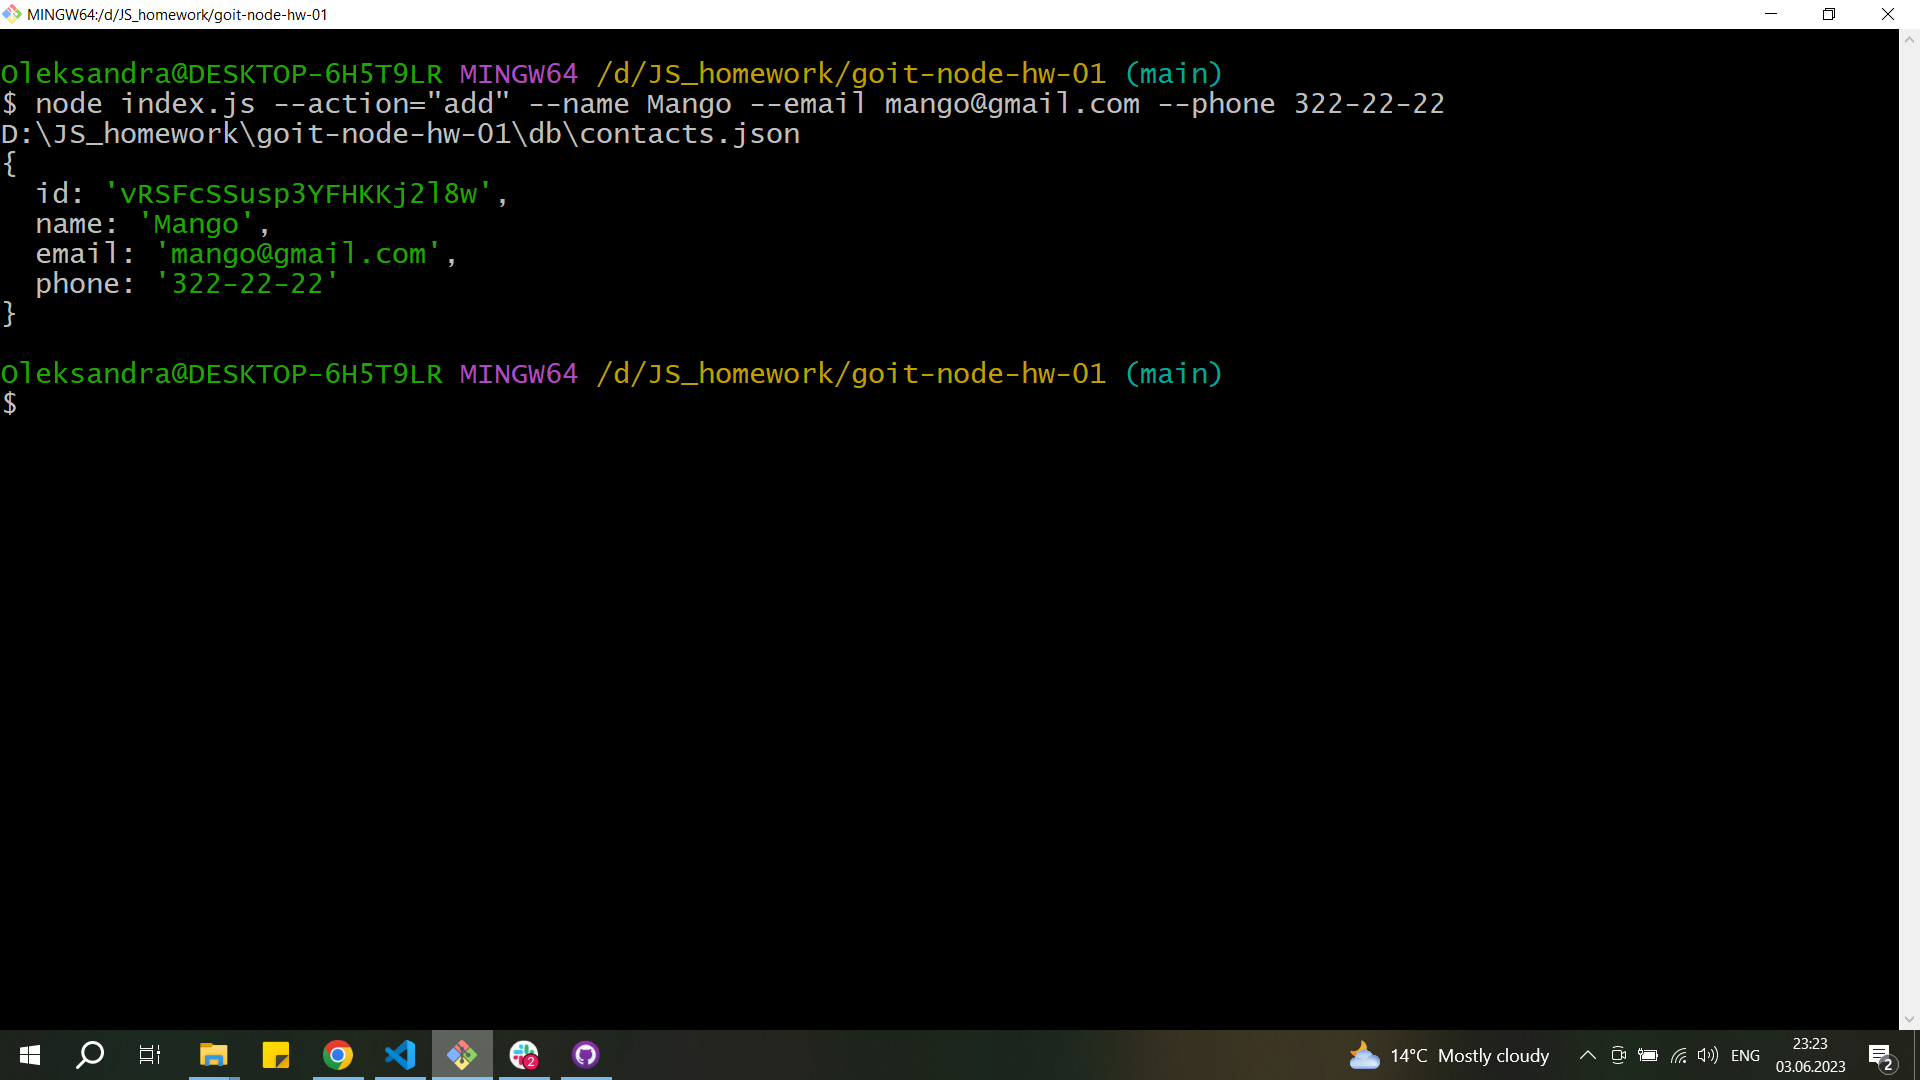 MINGW64:/d/JS_homework/goit-node-hw-01
Oleksandra@DESKTOP-6H5T9LR MINGW64 /d/JS_homework/goit-node-hw-01 (main)
$ node index.js --action="add" --name Mango --email mango@gmail.com --phone 322-22-22
D:\JS_homework\goit-node-hw-01\db\contacts.json
{
  id: 'vRSFcSSusp3YFHKKj2l8w',
  name: 'Mango',
  email: 'mango@gmail.com',
  phone: '322-22-22'
}
Oleksandra@DESKTOP-6H5T9LR MINGW64 /d/JS_homework/goit-node-hw-01 (main)
$
2
14°C Mostly cloudy
ENG
23:23
03.06.2023
2